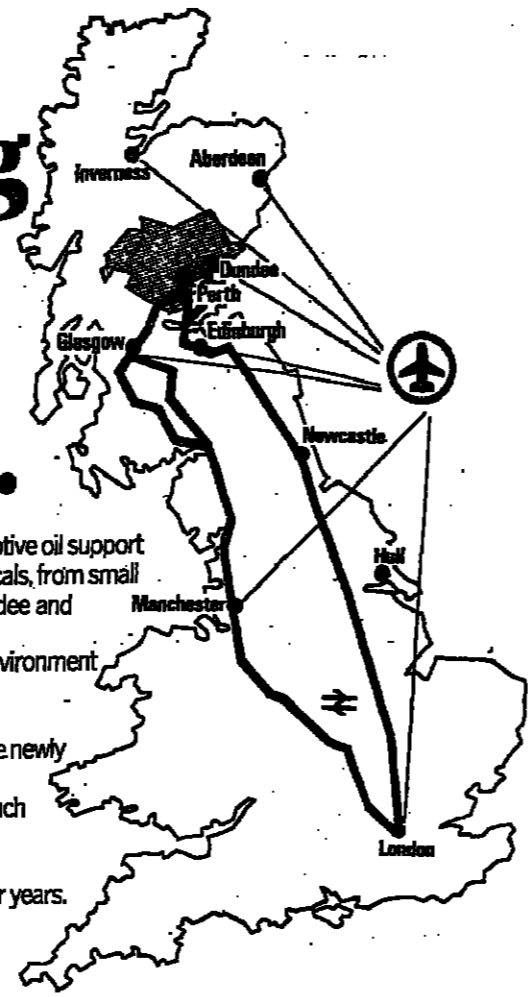 g
Inverness
Aberdeen
Dundee
Perth
Glasgow
Edinburgh
Newcastle
Hull
Manchester
London
ptive oil support
cals, from small
dee and
vironment
e newly
uch
r years.